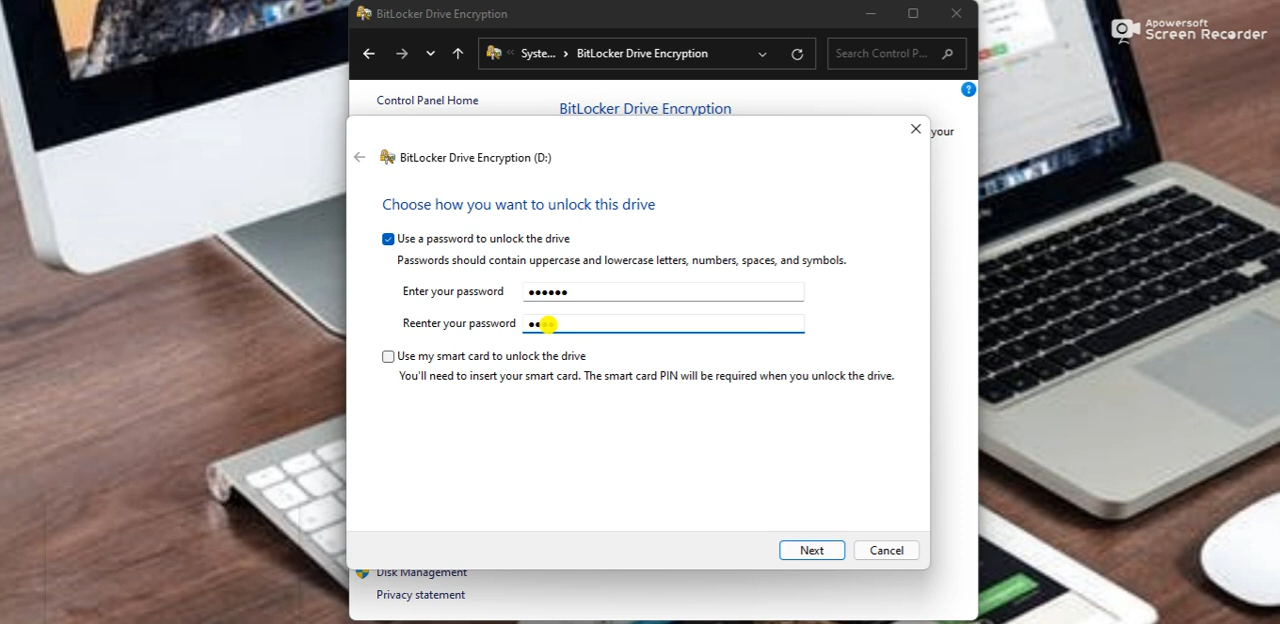 BitLocker Drive Encryption
Apowersoft
Screen Recorder
Syste... › BitLocker Drive Encryption
Search Control P...
Control Panel Home
BitLocker Drive Encryption
your
BitLocker Drive Encryption (D:)
Choose how you want to unlock this drive
Use a password to unlock the drive
Passwords should contain uppercase and lowercase letters, numbers, spaces, and symbols.
Enter your password ••••••
Reenter your password ••••
Use my smart card to unlock the drive
You'll need to insert your smart card. The smart card PIN will be required when you unlock the drive.
Next
Cancel
Disk Management
Privacy statement